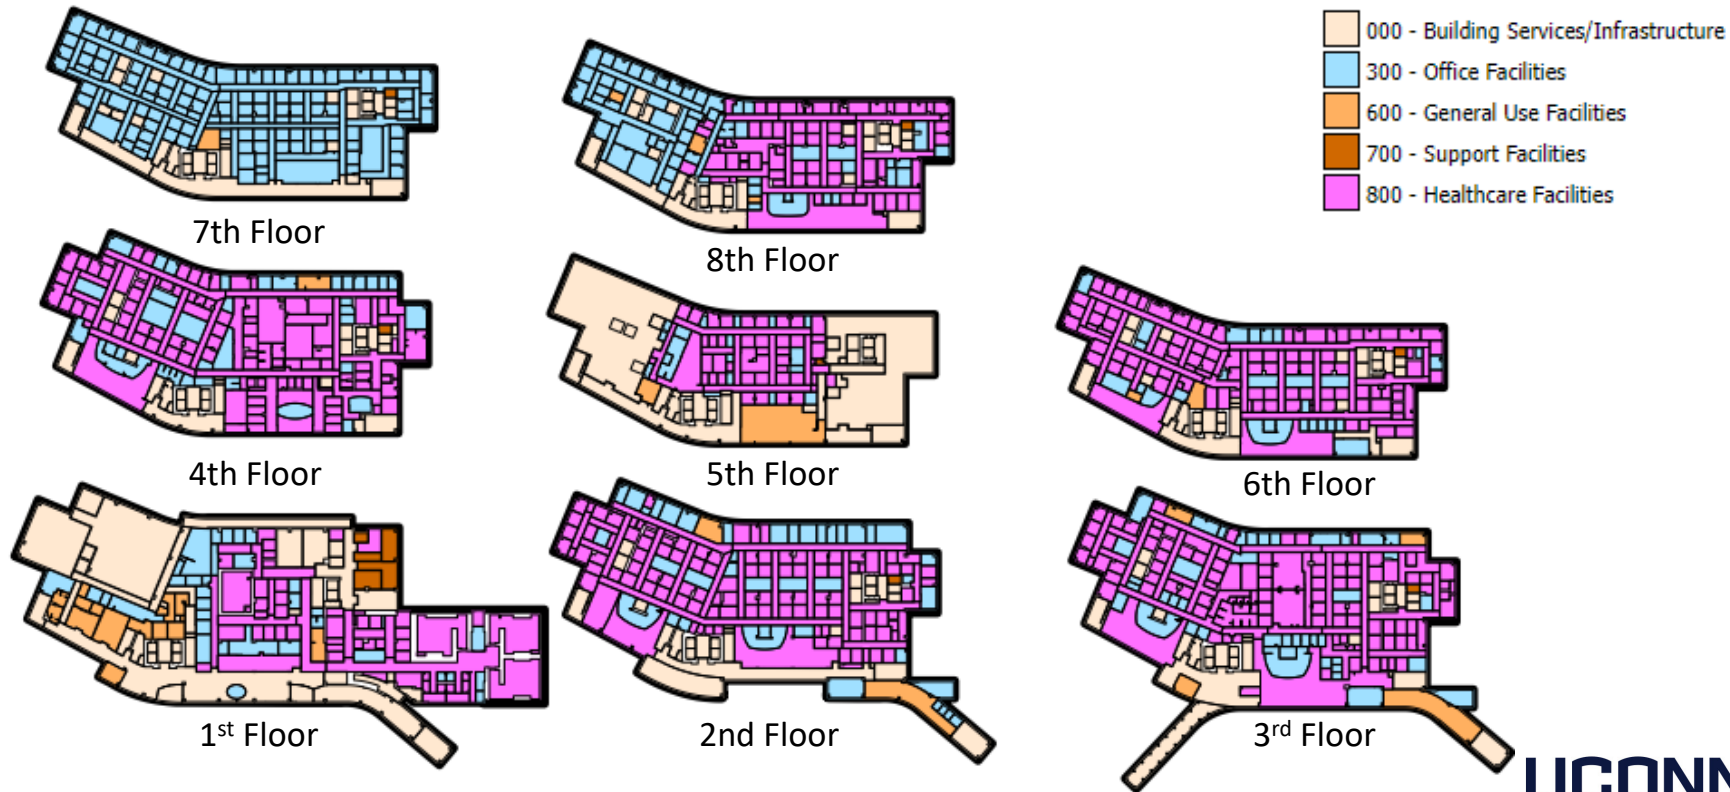 000 - Building Services/Infrastructure
300 - Office Facilities
600 - General Use Facilities
700 - Support Facilities
800 - Healthcare Facilities
7th Floor
8th Floor
4th Floor
5th Floor
6th Floor
1st Floor
2nd Floor
3rd Floor
UCONN